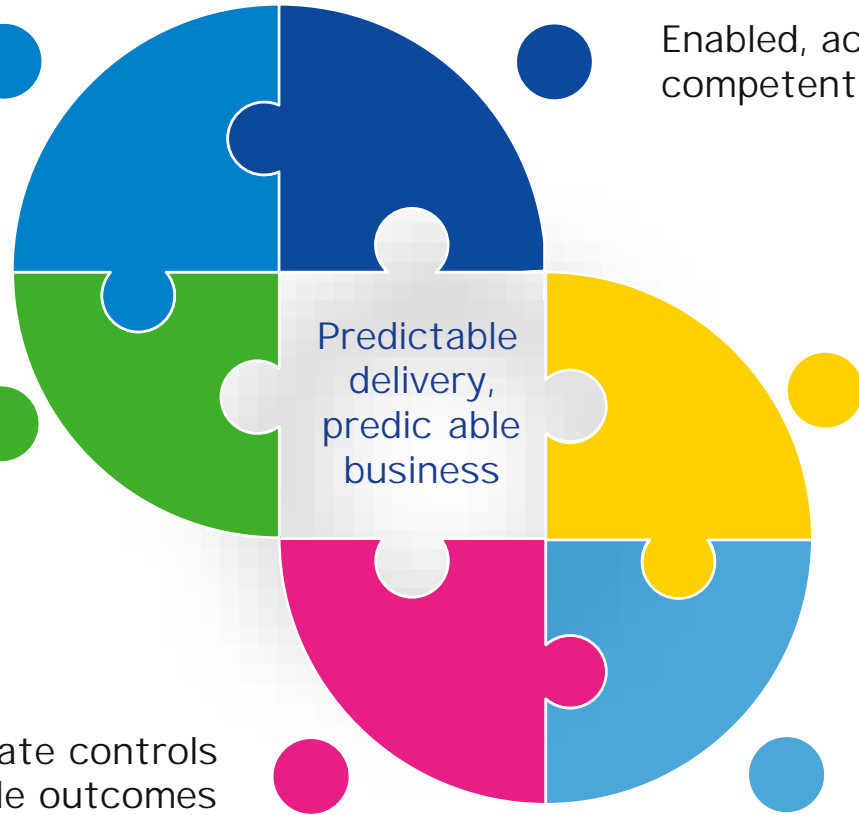 Enabled, ac
competent
Predictable
delivery,
predic able
business
ate controls
le outcomes